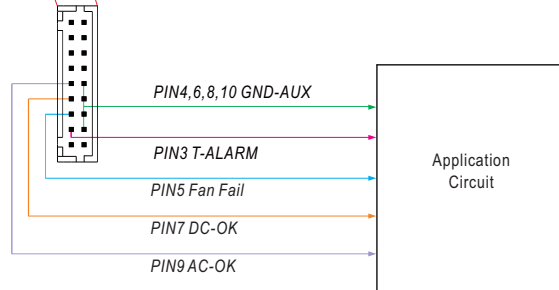 PIN4,6,8,10 GND-AUX
PIN3 T-ALARM
Application
Circuit
PIN5 Fan Fail
PIN7 DC-OK
PIN9 AC-OK